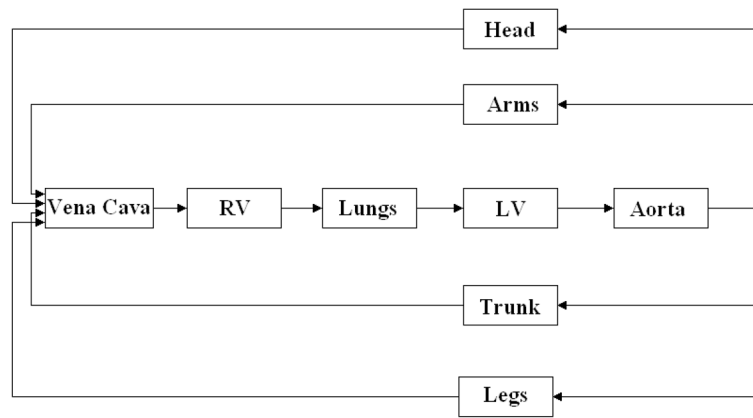 Head
Arms
Vena Cava
RV
Lungs
LV
Aorta
Trunk
Legs